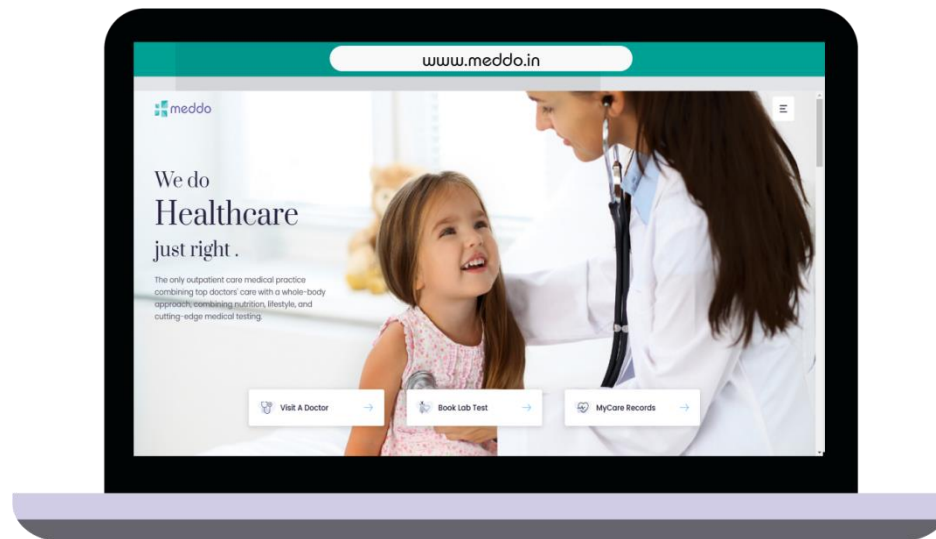 www.meddo.in
meddo
We do
Healthcare
just right .
The only outpatient care medical practice
combining top doctors' care with a whole-body
approach, combining nutrition, lifestyle, and
cutting-edge medical testing.
Visit A Doctor
Book Lab Test
MyCare Records